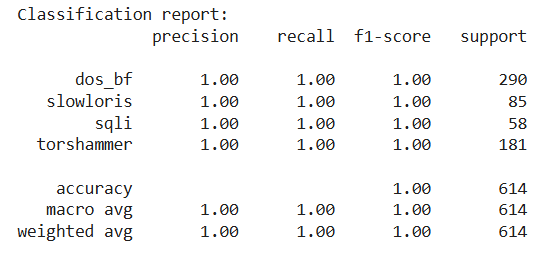 Classification report:
precision recall f1-score support
dos_bf 1.00 1.00 1.00 290
slowloris 1.00 1.00 1.00 85
sqli 1.00 1.00 1.00 58
torshammer 1.00 1.00 1.00 181
accuracy 1.00 614
macro avg 1.00 1.00 1.00 614
weighted avg 1.00 1.00 1.00 614